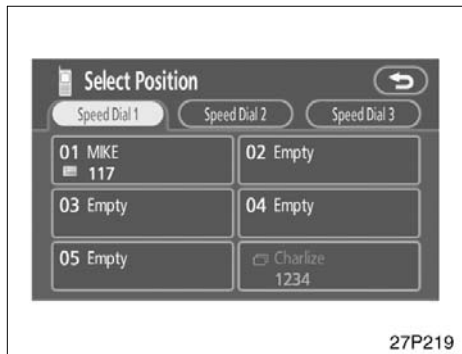 Select Position
Speed Dial 1 Speed Dial 2 Speed Dial 3
01 MIKE 02 Empty
117
03 Empty 04 Empty
05 Empty Charlize
1234
27P219